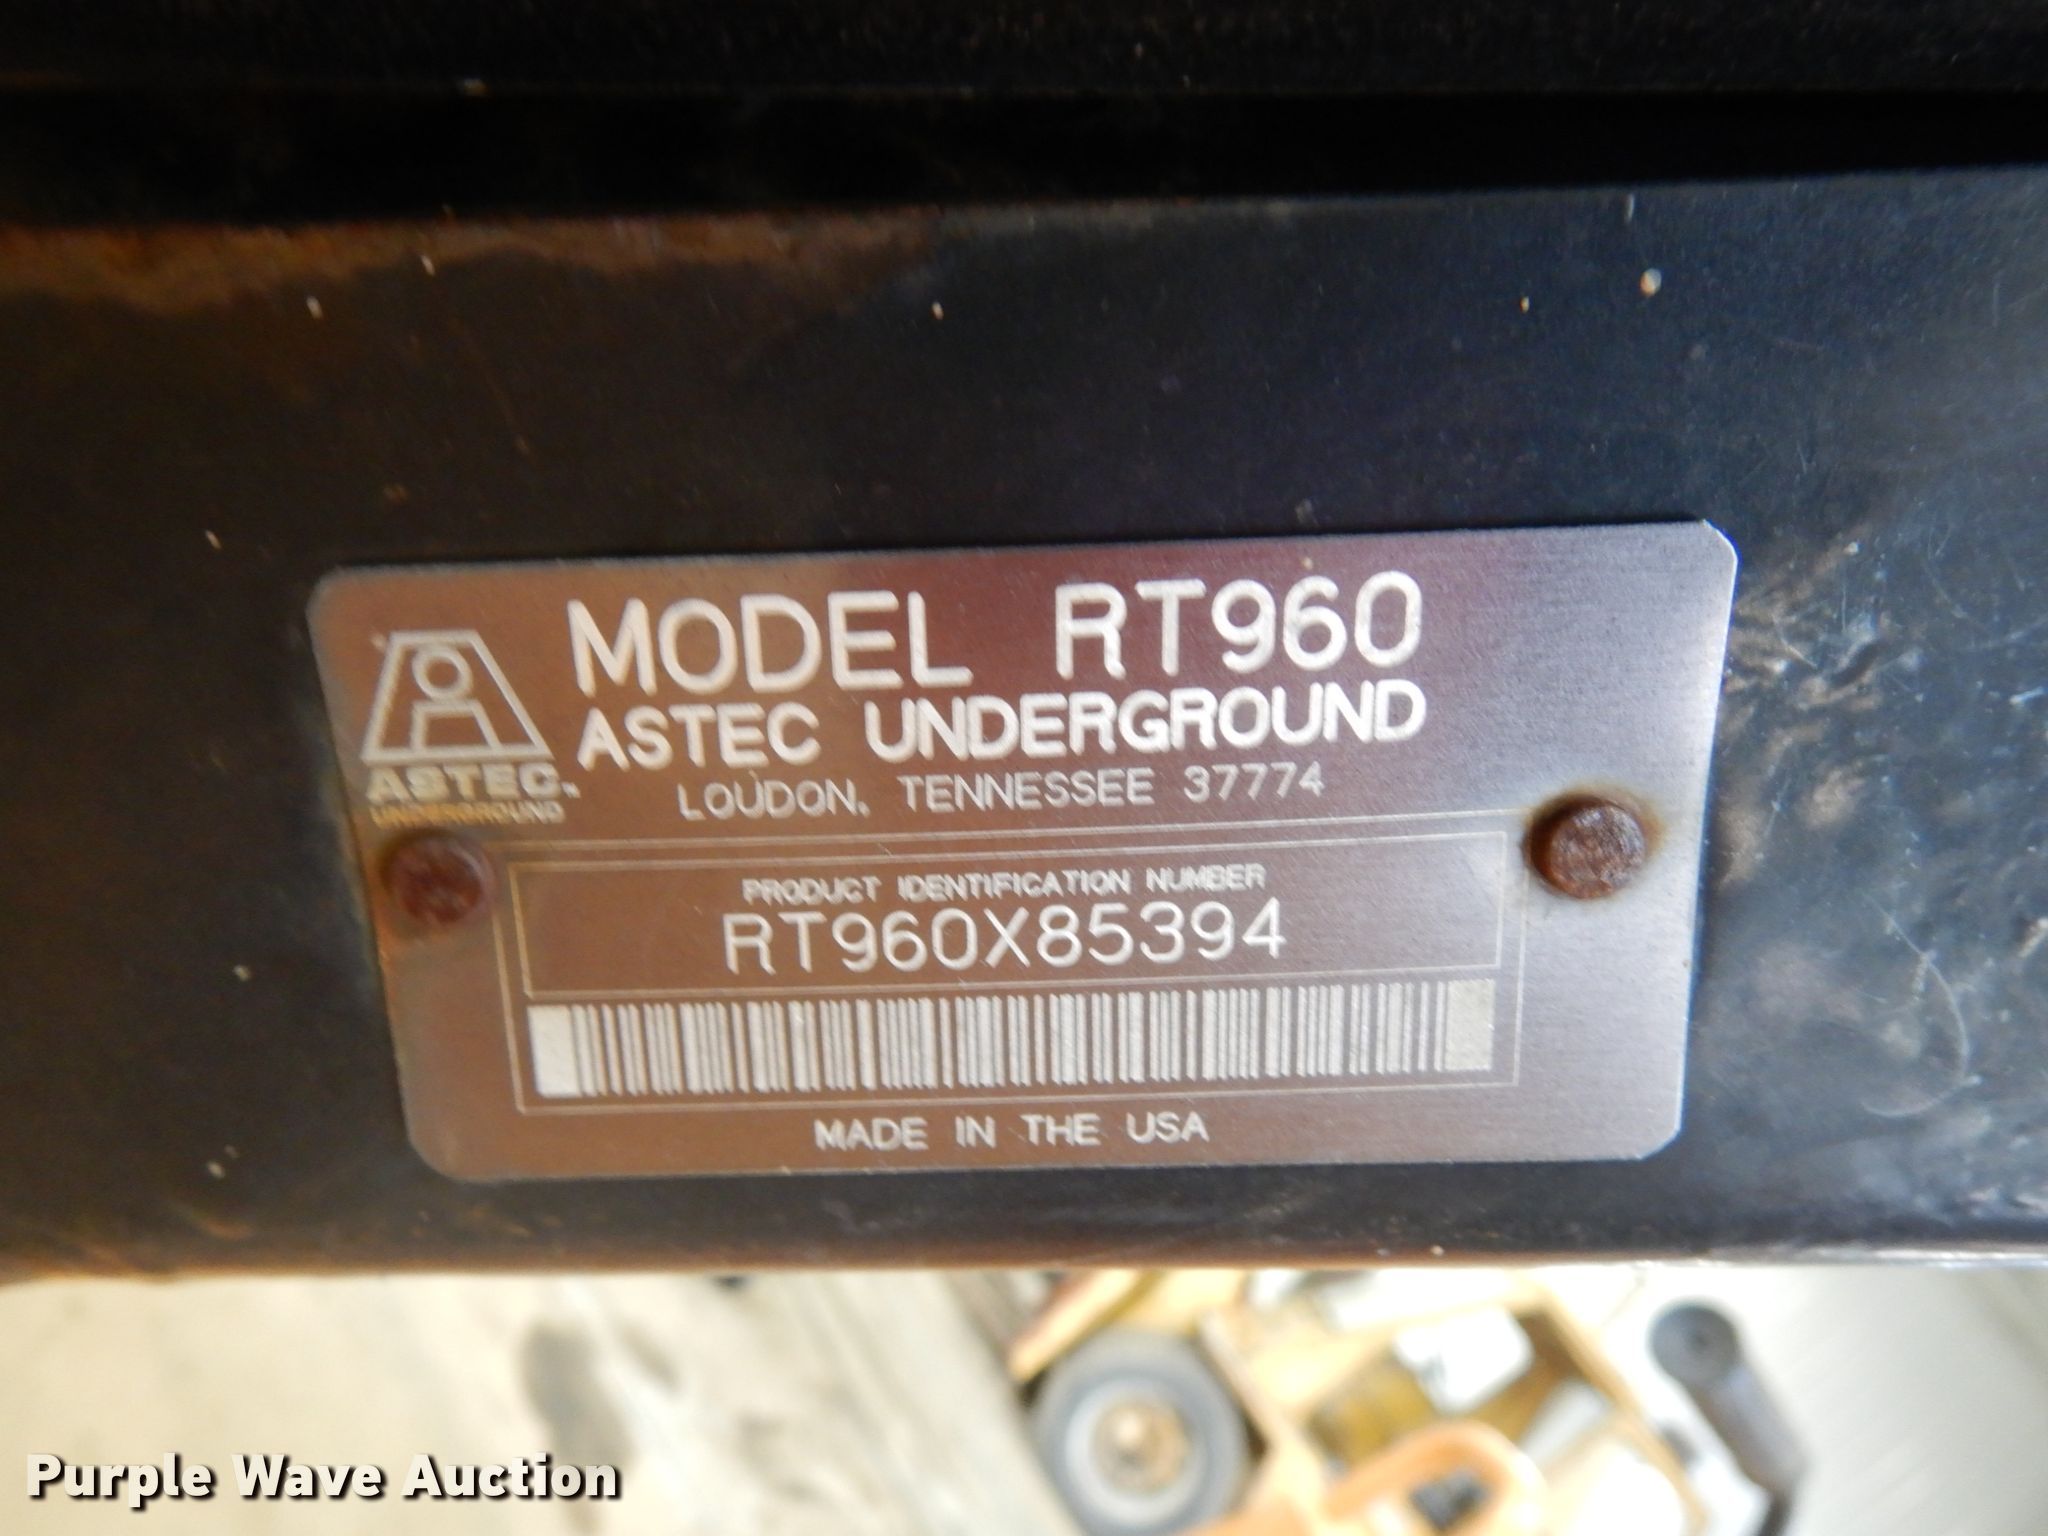 MODEL RT960
ASTEC UNDERGROUND
LOUDON, TENNESSEE 37774
ASTEC
UNDERGROUND
PRODUCT IDENTIFICATION NUMBER
RT960X85394
MADE IN THE USA
Purple Wave Auction